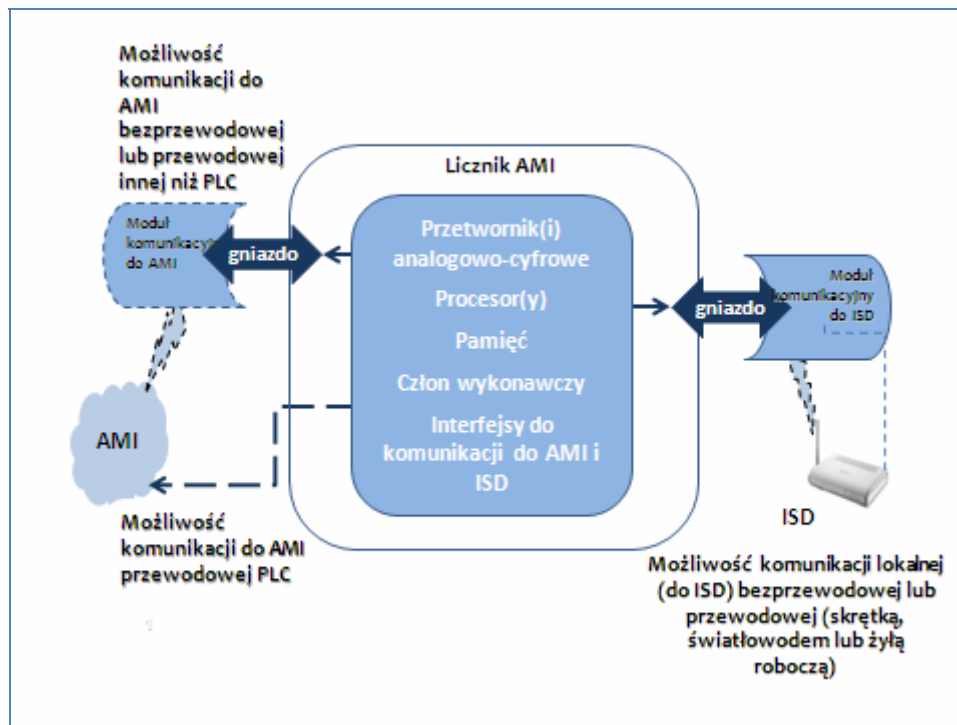 Możliwość
komunikacji do
AMI
bezprzewodowej
lub przewodowej
innej niż PLC
Licznik AMI
Moduł
komunikacyjny
do AMI
gniazdo
Przetwornik(i)
analogowo-cyfrowe
Procesor(y)
Pamięć
Człon wykonawczy
Interfejsy do
komunikacji do AMI i
ISD
gniazdo
Moduł
komunikacyjny
do ISD
AMI
Możliwość
komunikacji do AMI
przewodowej PLC
ISD
Możliwość komunikacji lokalnej
(do ISD) bezprzewodowej lub
przewodowej (skrętką,
światłowodem lub żyłą
roboczą)